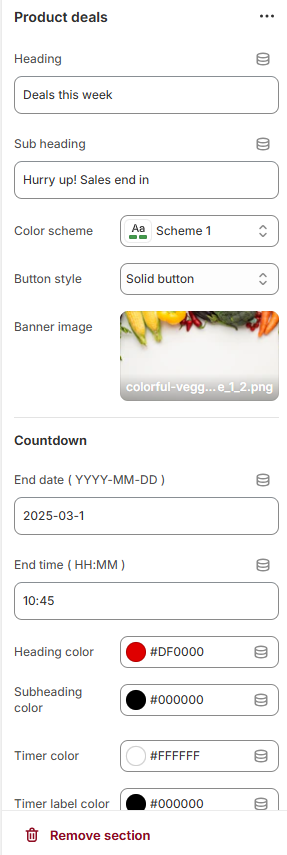 Product deals
Heading
Deals this week
Sub heading
Hurry up! Sales end in
Color scheme
Aa
Scheme 1
Button style
Solid button
Banner image
colorful-vegg...e_1_2.png
Countdown
End date ( YYYY-MM-DD )
2025-03-1
End time ( HH:MM )
10:45
Heading color
#DF0000
Subheading
color
#000000
Timer color
#FFFFFF
Timer label color
#000000
Remove section